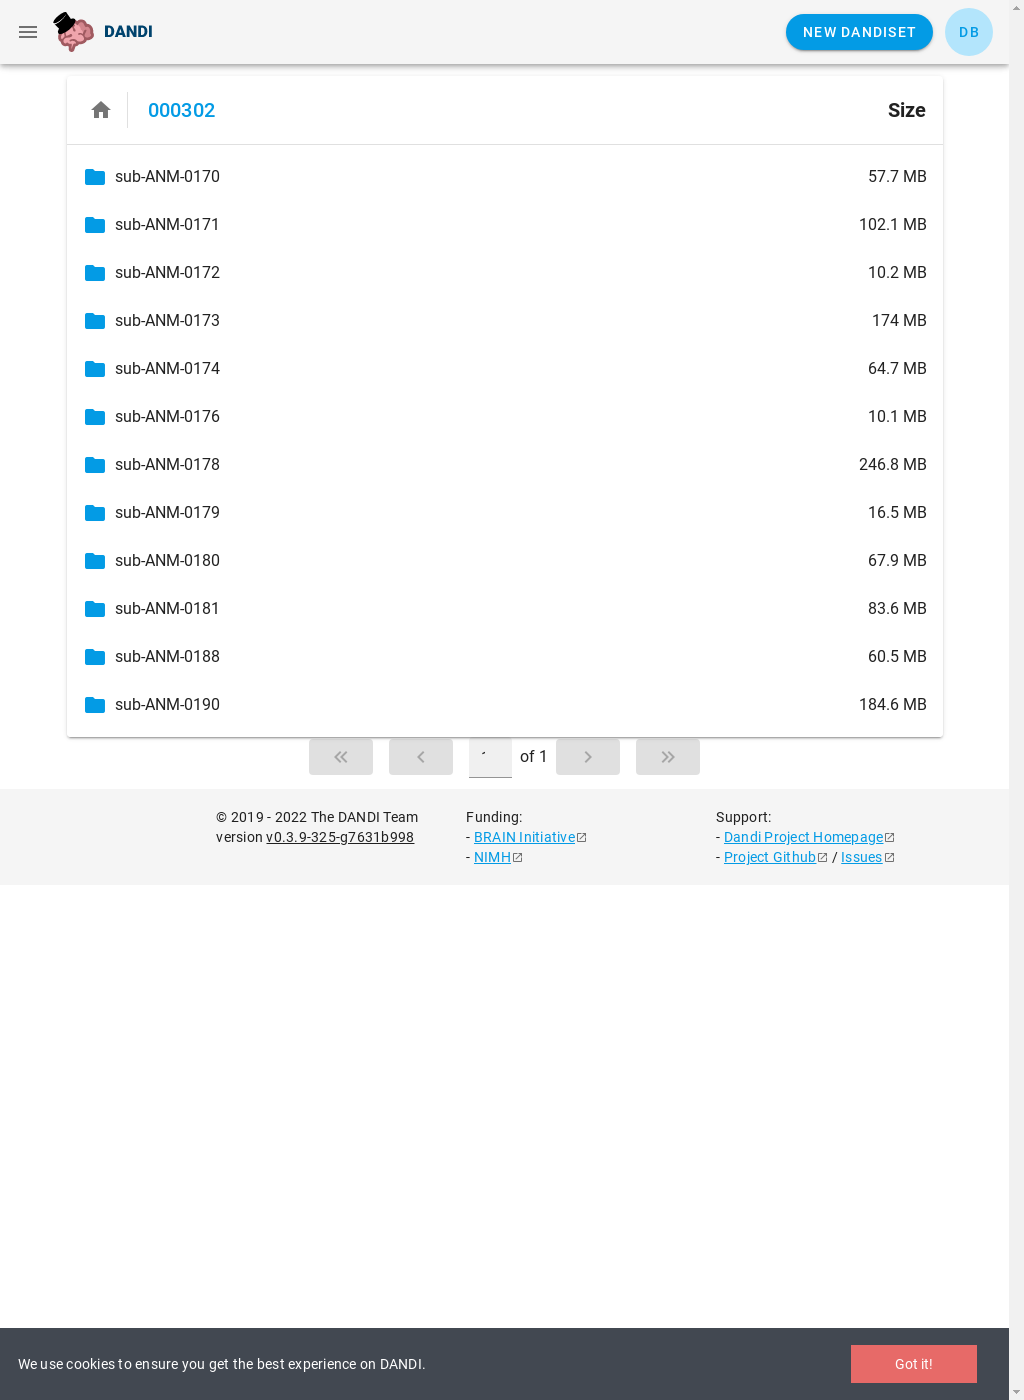 DANDI
NEW DANDISET
DB
000302
Size
sub-ANM-0170 57.7 MB
sub-ANM-0171 102.1 MB
sub-ANM-0172 10.2 MB
sub-ANM-0173 174 MB
sub-ANM-0174 64.7 MB
sub-ANM-0176 10.1 MB
sub-ANM-0178 246.8 MB
sub-ANM-0179 16.5 MB
sub-ANM-0180 67.9 MB
sub-ANM-0181 83.6 MB
sub-ANM-0188 60.5 MB
sub-ANM-0190 184.6 MB
of 1
© 2019 - 2022 The DANDI Team
version v0.3.9-325-g7631b998
Funding:
- BRAIN Initiative
- NIMH
Support:
- Dandi Project Homepage
- Project Github / Issues
We use cookies to ensure you get the best experience on DANDI.
Got it!